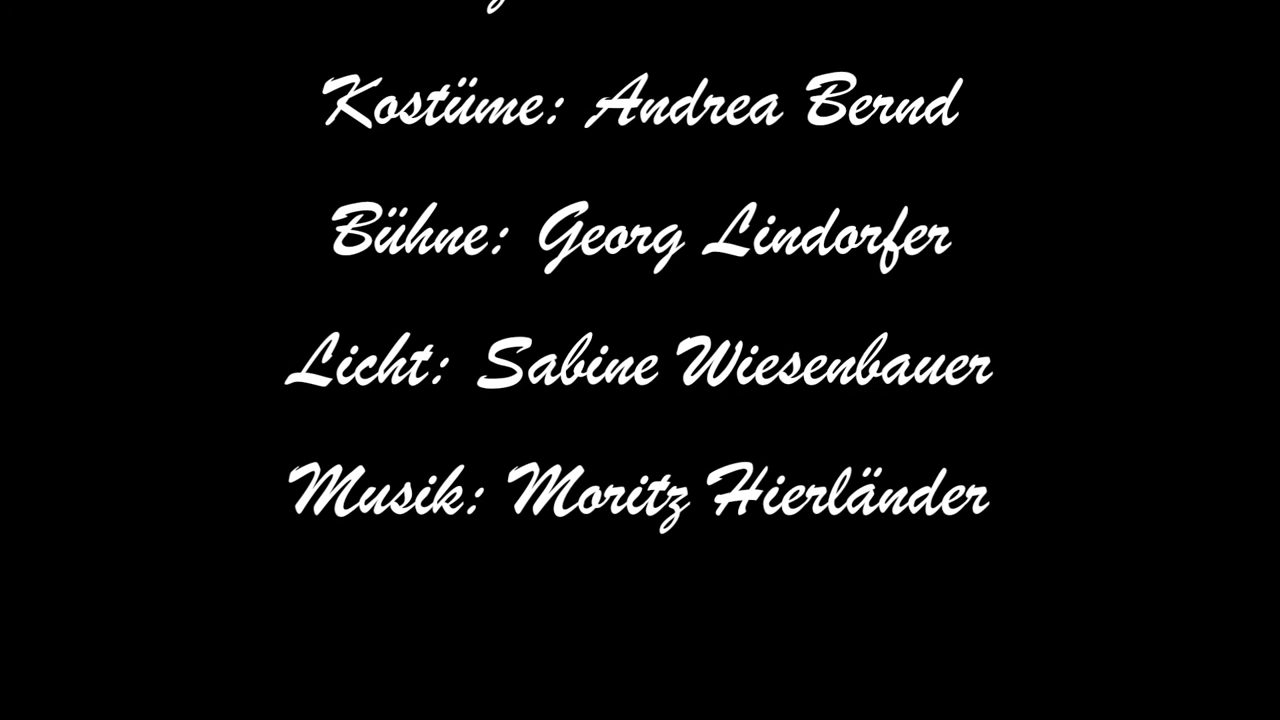 Kostüme: Andrea Bernd
Bühne: Georg Lindorfer
Licht: Sabine Wiesenbauer
Musik: Moritz Hierländer